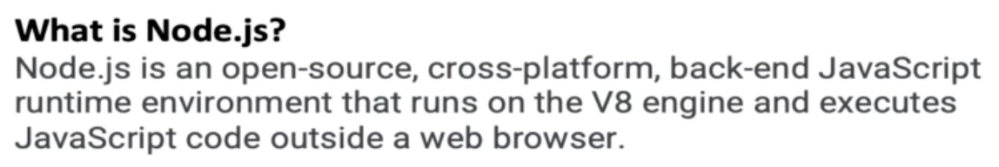 What is Node.js?
Node.js is an open-source, cross-platform, back-end JavaScript
runtime environment that runs on the V8 engine and executes
JavaScript code outside a web browser.